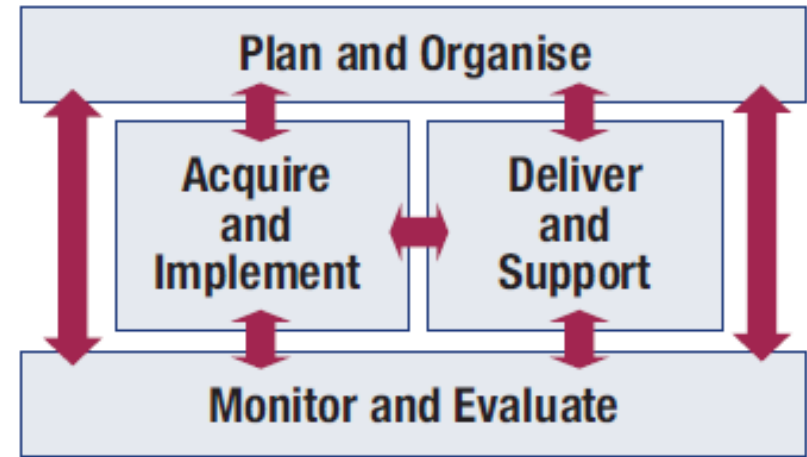 Plan and Organise
Acquire
and
Implement
Deliver
and
Support
Monitor and Evaluate